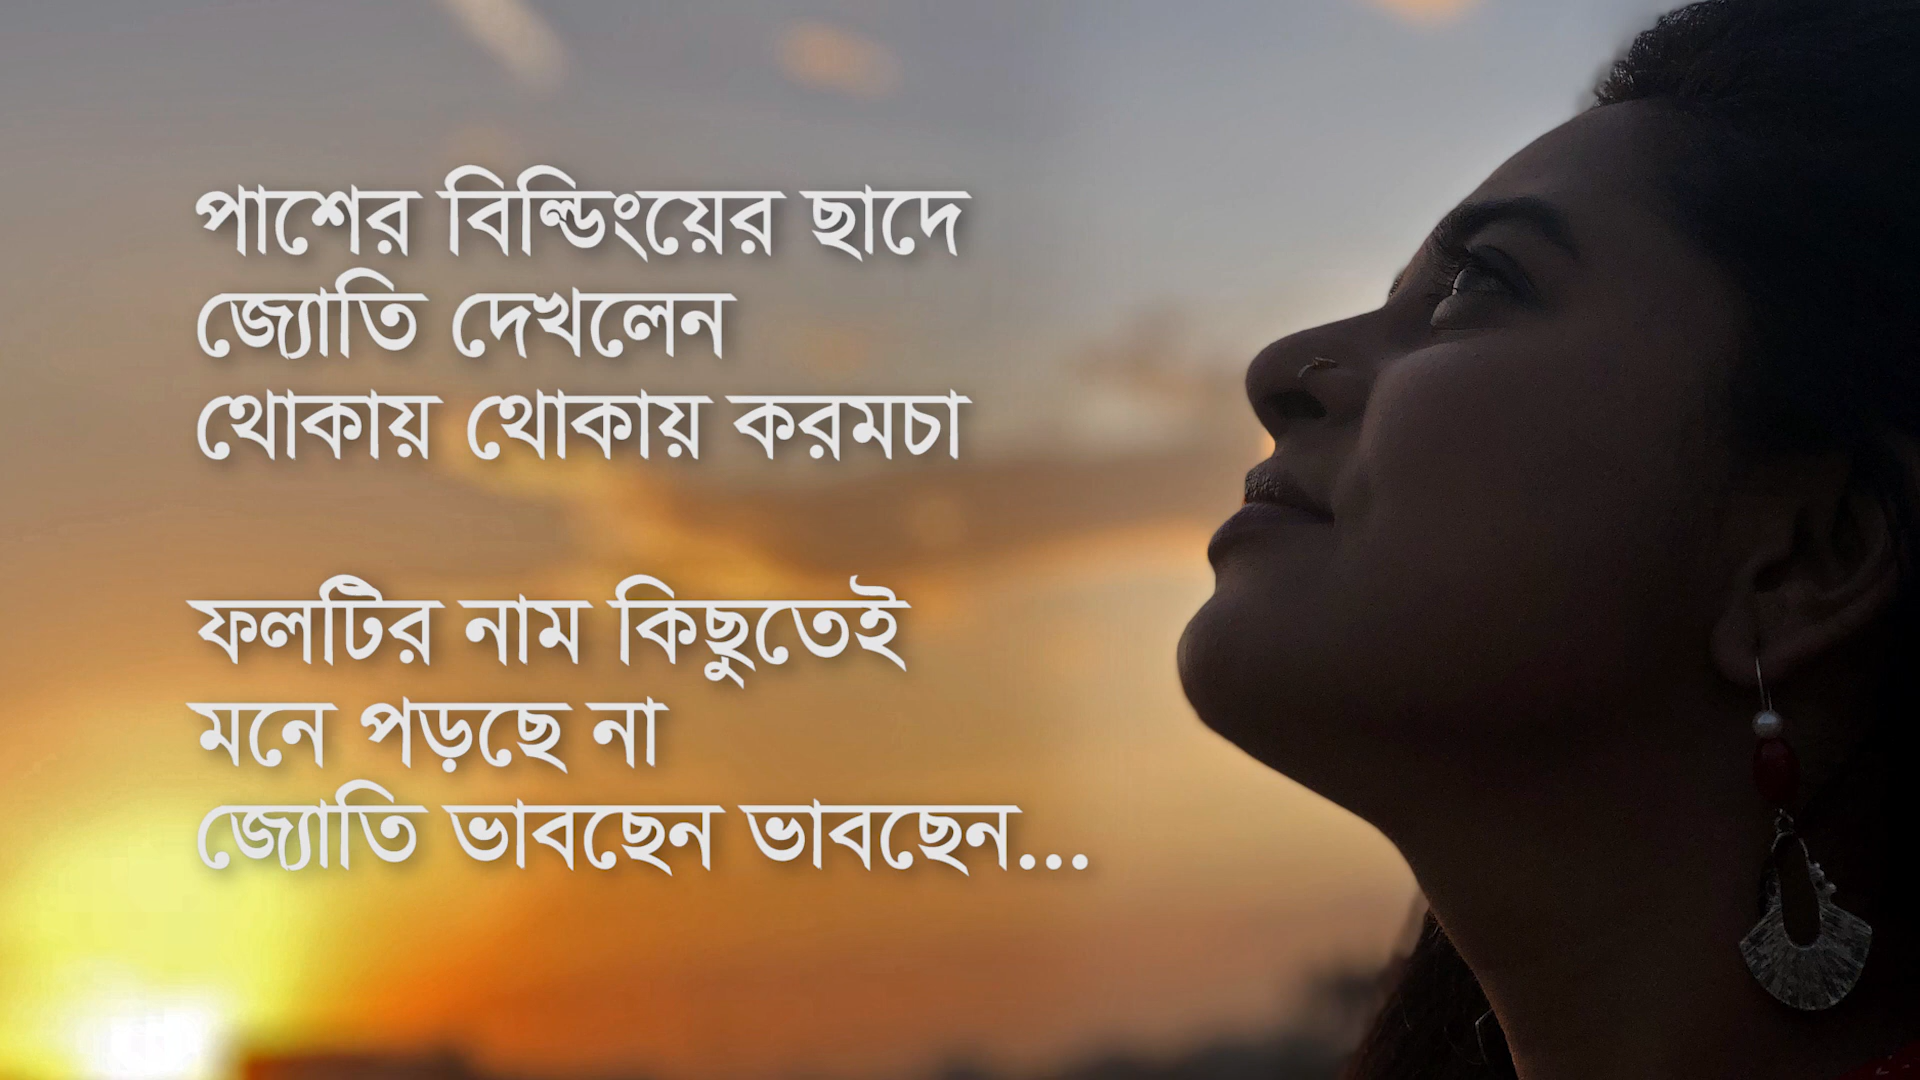 পাশের বিল্ডিংয়ের ছাদে
জ্যোতি দেখলেন
থোকায় থোকায় করমচা
ফলটির নাম কিছুতেই
মনে পড়ছে না
জ্যোতি ভাবছেন ভাবছেন...